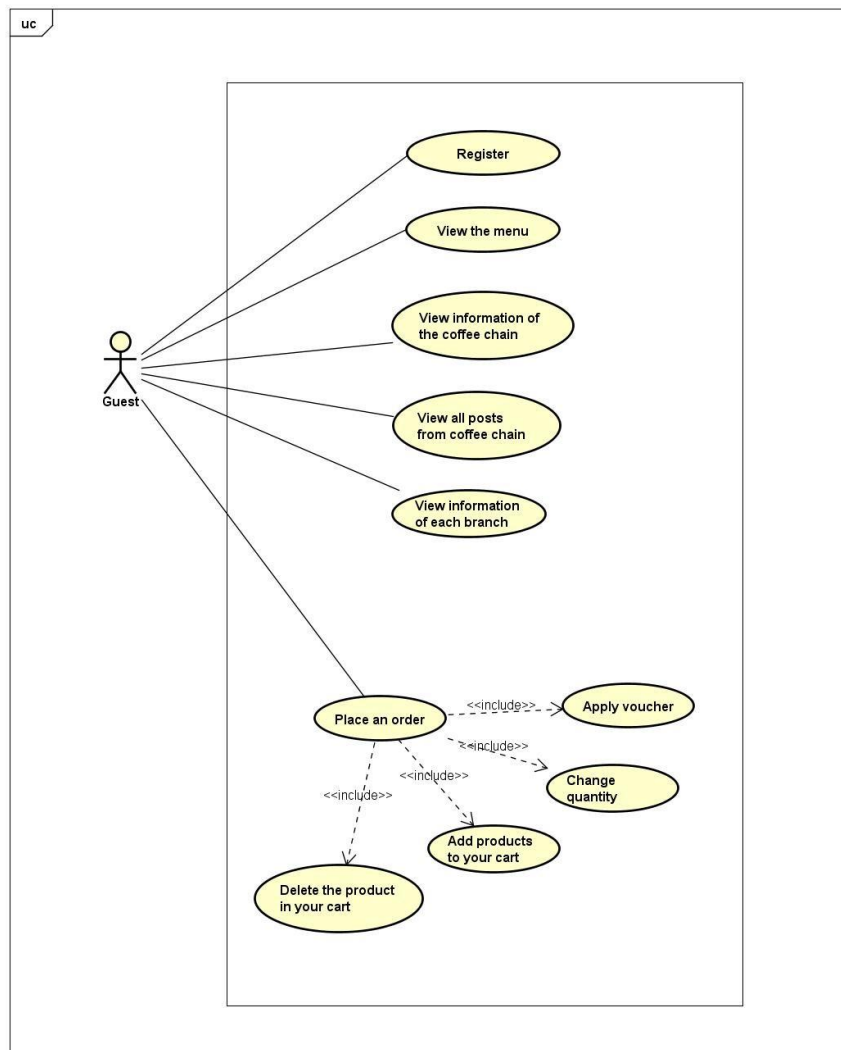 uc
Register
View the menu
View information of
the coffee chain
Guest
View all posts
from coffee chain
View information
of each branch
Place an order
<<include>>
Apply voucher
<<include>>
Change
quantity
<<include>>
<<include>>
Add products
to your cart
Delete the product
in your cart